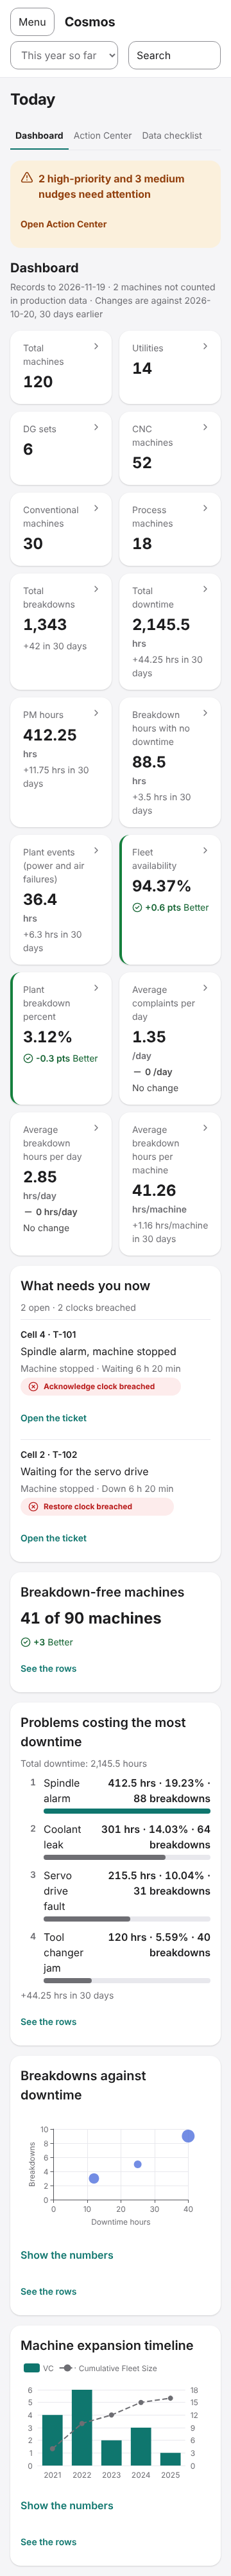 Menu
Cosmos
This year so far
Search
Today
Dashboard
Action Center
Data checklist
2 high-priority and 3 medium
nudges need attention
Open Action Center
Dashboard
Records to 2026-11-19 · 2 machines not counted
in production data · Changes are against 2026-
10-20, 30 days earlier
Total
machines
120
Utilities
14
DG sets
6
CNC
machines
52
Conventional
machines
30
Process
machines
18
Total
breakdowns
1,343
+42 in 30 days
Total
downtime
2,145.5
hrs
+44.25 hrs in 30
days
PM hours
412.25
hrs
+11.75 hrs in 30
days
Breakdown
hours with no
downtime
88.5
hrs
+3.5 hrs in 30
days
Plant events
(power and air
failures)
36.4
hrs
+6.3 hrs in 30
days
Fleet
availability
94.37%
+0.6 pts Better
Plant
breakdown
percent
3.12%
-0.3 pts Better
Average
complaints per
day
1.35
/day
— 0 /day
No change
Average
breakdown
hours per day
2.85
hrs/day
— 0 hrs/day
No change
Average
breakdown
hours per
machine
41.26
hrs/machine
+1.16 hrs/machine
in 30 days
What needs you now
2 open · 2 clocks breached
Cell 4 · T-101
Spindle alarm, machine stopped
Machine stopped · Waiting 6 h 20 min
Acknowledge clock breached
Open the ticket
Cell 2 · T-102
Waiting for the servo drive
Machine stopped · Down 6 h 20 min
Restore clock breached
Open the ticket
Breakdown-free machines
41 of 90 machines
+3 Better
See the rows
Problems costing the most
downtime
Total downtime: 2,145.5 hours
1 Spindle alarm
412.5 hrs · 19.23% ·
88 breakdowns
2 Coolant leak
301 hrs · 14.03% · 64
breakdowns
3 Servo drive fault
215.5 hrs · 10.04% ·
31 breakdowns
4 Tool changer jam
120 hrs · 5.59% · 40
breakdowns
+44.25 hrs in 30 days
See the rows
Breakdowns against
downtime
Breakdowns
10
8
6
4
2
0
0 10 20 30 40
Downtime hours
Show the numbers
See the rows
Machine expansion timeline
VC
Cumulative Fleet Size
6 18
5 15
4 12
3 9
2 6
1 3
0 0
2021 2022 2023 2024 2025
Show the numbers
See the rows